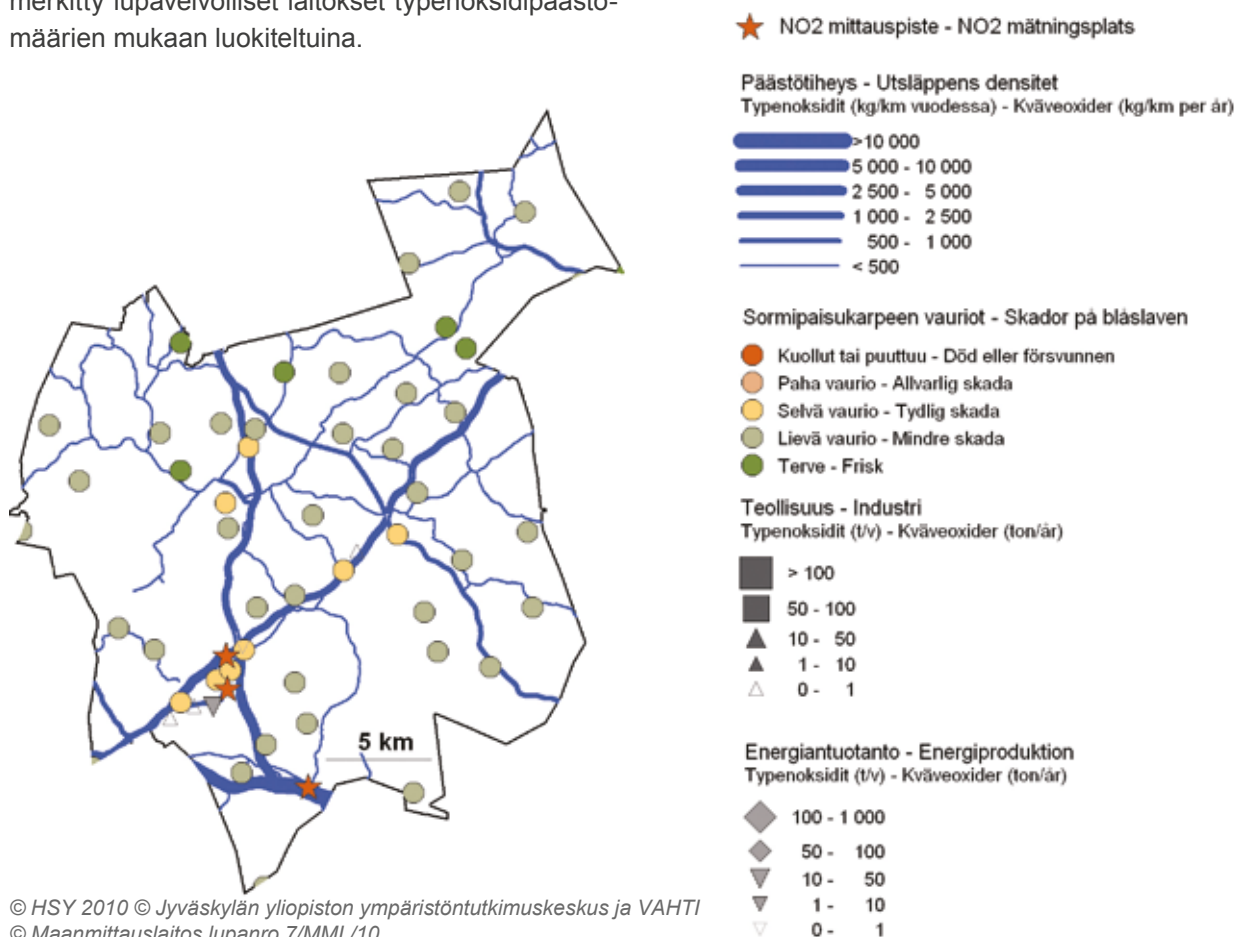 merkitty lupavelvolliset laitokset typenoksidipäästö-
määrien mukaan luokiteltuina.
NO2 mittauspiste - NO2 mätningsplats
Päästötiheys - Utsläppens densitet
Typenoksidit (kg/km vuodessa) - Kväveoxider (kg/km per år)
>10 000
5 000 - 10 000
2 500 - 5 000
1 000 - 2 500
500 - 1 000
< 500
Sormipaisukarpeen vauriot - Skador på blåslaven
Kuollut tai puuttuu - Död eller försvunnen
Paha vaurio - Allvarlig skada
Selvä vaurio - Tydlig skada
Lievä vaurio - Mindre skada
Terve - Frisk
Teollisuus - Industri
Typenoksidit (t/v) - Kväveoxider (ton/år)
> 100
50 - 100
10 - 50
1 - 10
0 - 1
Energiantuotanto - Energiproduktion
Typenoksidit (t/v) - Kväveoxider (ton/år)
100 - 1 000
50 - 100
10 - 50
1 - 10
0 - 1
5 km
© HSY 2010 © Jyväskylän yliopiston ympäristöntutkimuskeskus ja VAHTI
© Maanmittauslaitos lupanro 7/MML/10